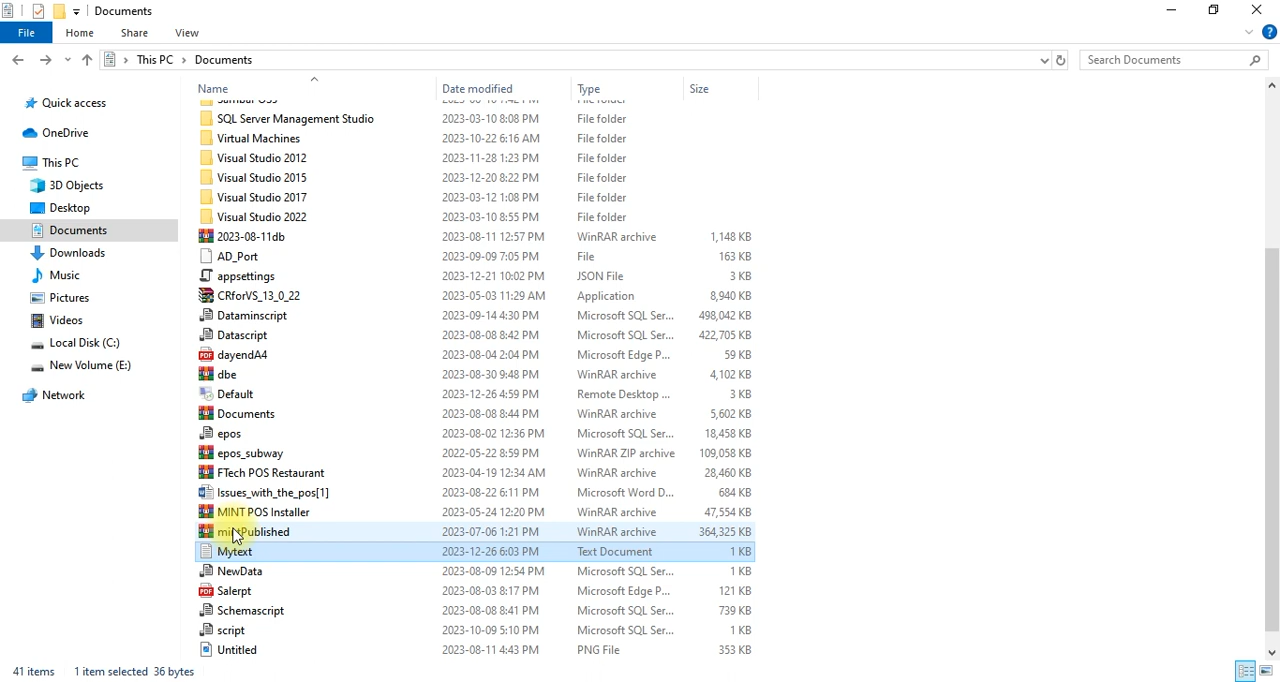 Documents
File Home Share View
This PC › Documents
Search Documents
Name Date modified Type Size
Quick access
OneDrive
This PC
3D Objects
Desktop
Documents
Downloads
Music
Pictures
Videos
Local Disk (C:)
New Volume (E:)
Network
SQL Server Management Studio 2023-03-10 8:08 PM File folder
Virtual Machines 2023-10-22 6:16 AM File folder
Visual Studio 2012 2023-11-28 1:23 PM File folder
Visual Studio 2015 2023-12-20 8:22 PM File folder
Visual Studio 2017 2023-03-12 1:08 PM File folder
Visual Studio 2022 2023-03-10 8:55 PM File folder
2023-08-11db 2023-08-11 12:57 PM WinRAR archive 1,148 KB
AD_Port 2023-09-09 7:05 PM File 163 KB
appsettings 2023-12-21 10:02 PM JSON File 3 KB
CRforVS_13_0_22 2023-05-03 11:29 AM Application 8,940 KB
Dataminscript 2023-09-14 4:30 PM Microsoft SQL Ser... 498,042 KB
Datascript 2023-08-08 8:42 PM Microsoft SQL Ser... 422,705 KB
dayendA4 2023-08-04 2:04 PM Microsoft Edge P... 59 KB
dbe 2023-08-30 9:48 PM WinRAR archive 4,102 KB
Default 2023-12-26 4:59 PM Remote Desktop ... 3 KB
Documents 2023-08-08 8:44 PM WinRAR archive 5,602 KB
epos 2023-08-02 12:36 PM Microsoft SQL Ser... 18,458 KB
epos_subway 2022-05-22 8:59 PM WinRAR ZIP archive 109,058 KB
FTech POS Restaurant 2023-04-19 12:34 AM WinRAR archive 28,460 KB
Issues_with_the_pos[1] 2023-08-22 6:11 PM Microsoft Word D... 684 KB
MINT POS Installer 2023-05-24 12:20 PM WinRAR archive 47,554 KB
mintPublished 2023-07-06 1:21 PM WinRAR archive 364,325 KB
Mytext 2023-12-26 6:03 PM Text Document 1 KB
NewData 2023-08-09 12:54 PM Microsoft SQL Ser... 1 KB
Salerpt 2023-08-03 8:17 PM Microsoft Edge P... 121 KB
Schemascript 2023-08-08 8:41 PM Microsoft SQL Ser... 739 KB
script 2023-10-09 5:10 PM Microsoft SQL Ser... 1 KB
Untitled 2023-08-11 4:43 PM PNG File 353 KB
41 items 1 item selected 36 bytes